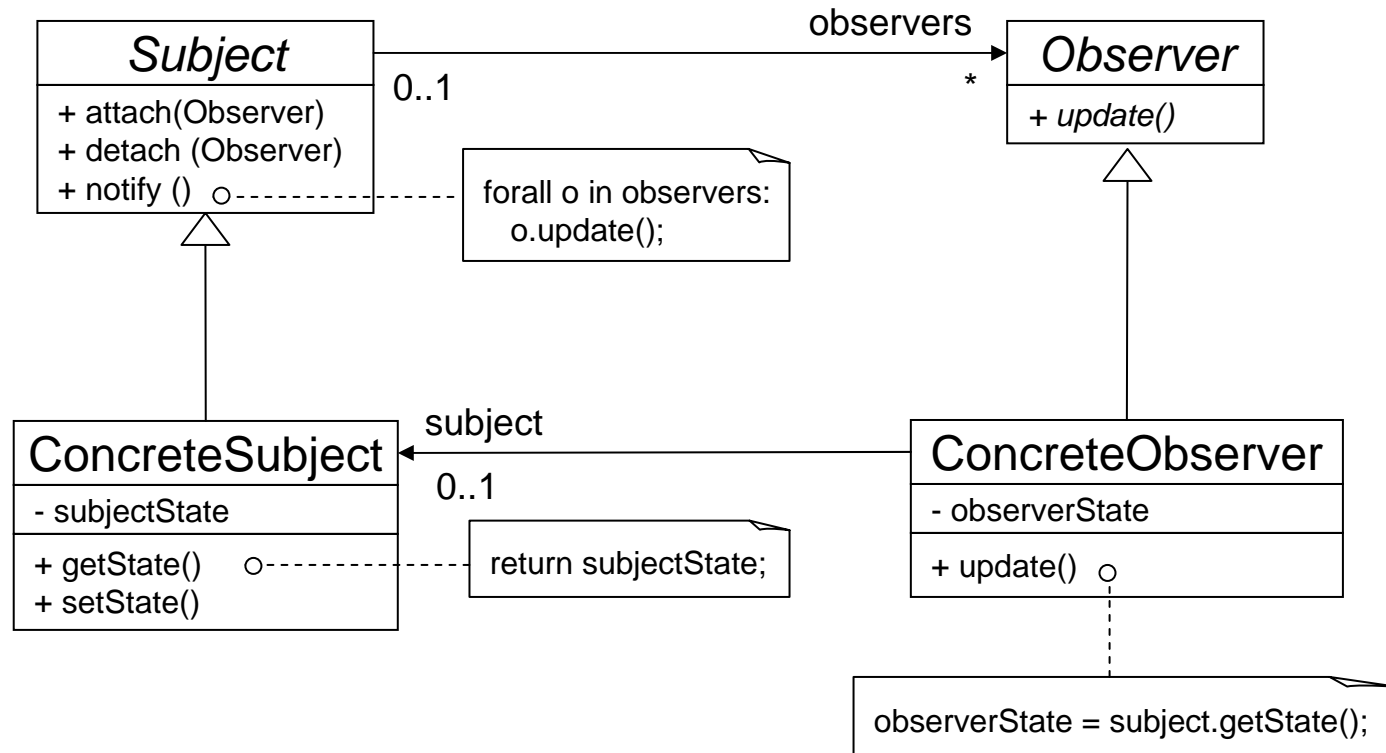 Subject
+ attach(Observer)
+ detach (Observer)
+ notify ()
observers
0..1
*
Observer
+ update()
forall o in observers:
o.update();
ConcreteSubject
- subjectState
+ getState()
+ setState()
subject
0..1
return subjectState;
ConcreteObserver
- observerState
+ update()
observerState = subject.getState();